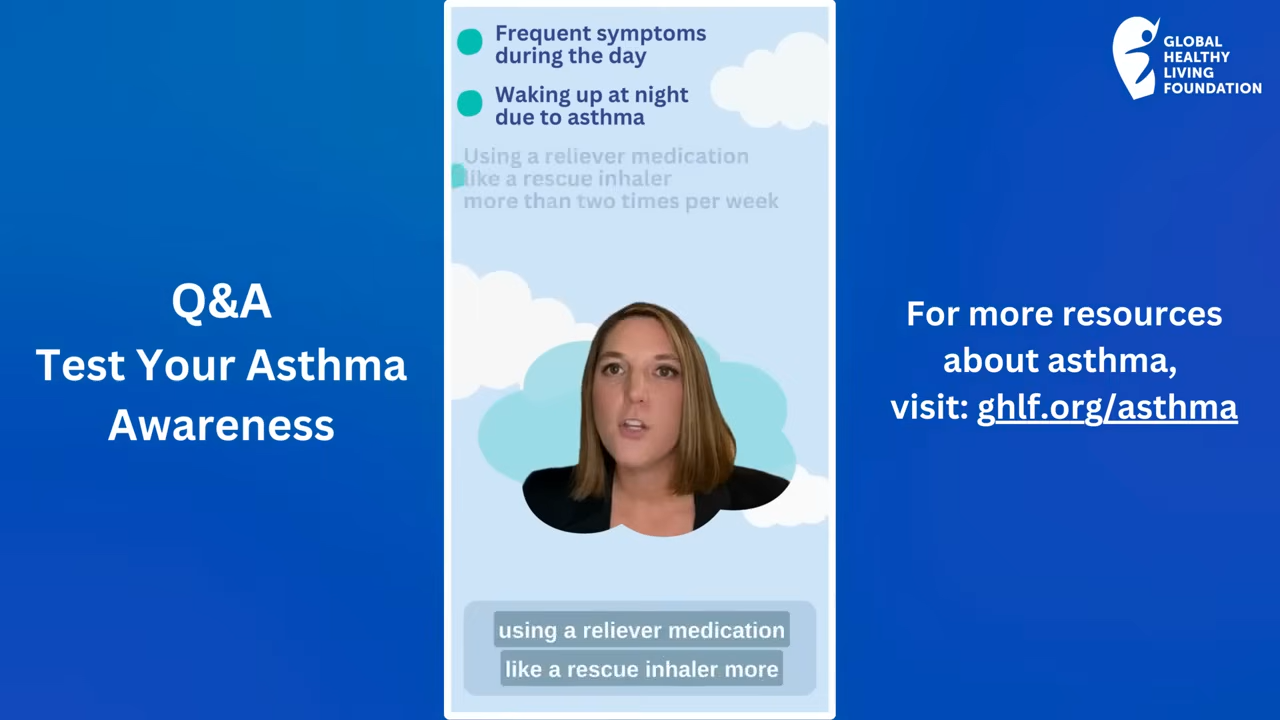 Q&A
Test Your Asthma
Awareness
Frequent symptoms
during the day
Waking up at night
due to asthma
Using a reliever medication
like a rescue inhaler
more than two times per week
using a reliever medication
like a rescue inhaler more
GLOBAL
HEALTHY
LIVING
FOUNDATION
For more resources
about asthma,
visit: ghlf.org/asthma